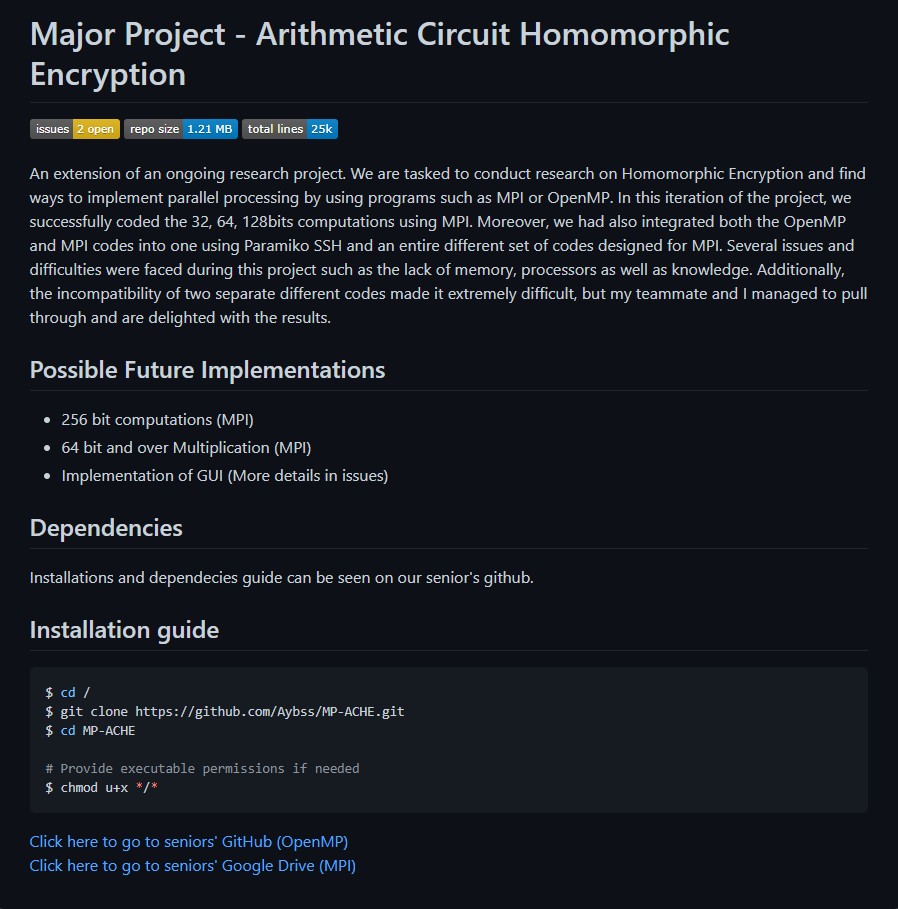 Major Project - Arithmetic Circuit Homomorphic
Encryption
issues 2 open repo size 1.21 MB total lines 25k
An extension of an ongoing research project. We are tasked to conduct research on Homomorphic Encryption and find
ways to implement parallel processing by using programs such as MPI or OpenMP. In this iteration of the project, we
successfully coded the 32, 64, 128bits computations using MPI. Moreover, we had also integrated both the OpenMP
and MPI codes into one using Paramiko SSH and an entire different set of codes designed for MPI. Several issues and
difficulties were faced during this project such as the lack of memory, processors as well as knowledge. Additionally,
the incompatibility of two separate different codes made it extremely difficult, but my teammate and I managed to pull
through and are delighted with the results.
Possible Future Implementations
• 256 bit computations (MPI)
• 64 bit and over Multiplication (MPI)
• Implementation of GUI (More details in issues)
Dependencies
Installations and dependecies guide can be seen on our senior's github.
Installation guide
$ cd /
$ git clone https://github.com/Aybss/MP-ACHE.git
$ cd MP-ACHE
# Provide executable permissions if needed
$ chmod u+x */*
Click here to go to seniors' GitHub (OpenMP)
Click here to go to seniors' Google Drive (MPI)